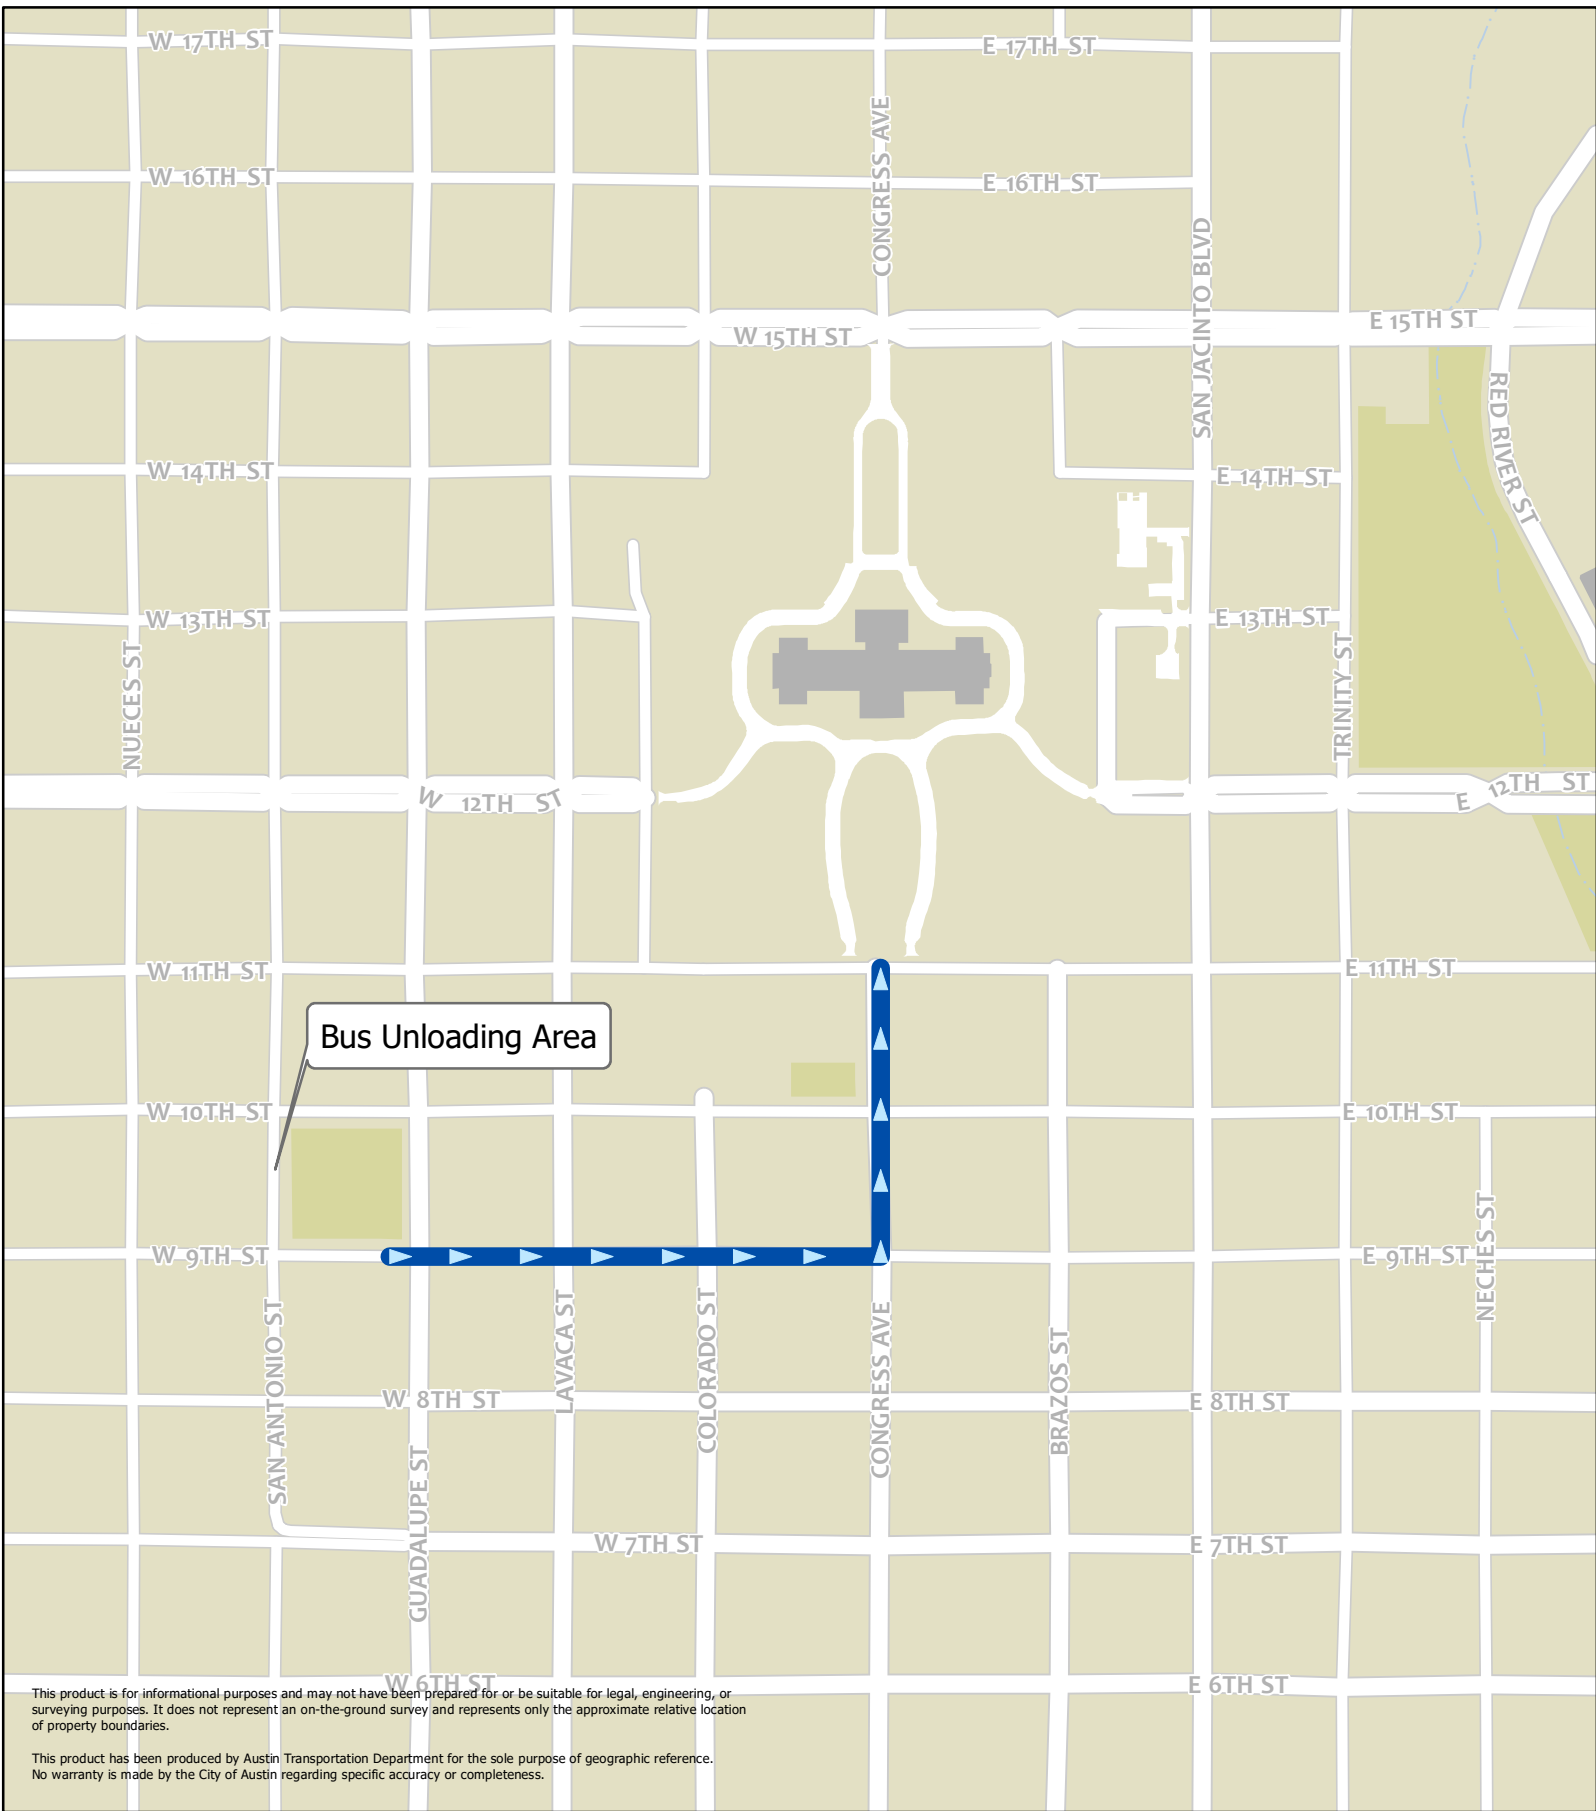 W 17TH ST
E 17TH ST
CONGRESS AVE
W 16TH ST
E 16TH ST
SAN JACINTO BLVD
W 15TH ST
E 15TH ST
RED RIVER ST
W 14TH ST
E 14TH ST
W 13TH ST
E 13TH ST
NUECES ST
TRINITY ST
W 12TH ST
E 12TH ST
W 11TH ST
E 11TH ST
Bus Unloading Area
W 10TH ST
E 10TH ST
W 9TH ST
E 9TH ST
NECHES ST
SAN ANTONIO ST
LAVACA ST
COLORADO ST
CONGRESS AVE
BRAZOS ST
W 8TH ST
E 8TH ST
GUADALUPE ST
W 7TH ST
E 7TH ST
W 6TH ST
E 6TH ST
This product is for informational purposes and may not have been prepared for or be suitable for legal, engineering, or
surveying purposes. It does not represent an on-the-ground survey and represents only the approximate relative location
of property boundaries.
This product has been produced by Austin Transportation Department for the sole purpose of geographic reference.
No warranty is made by the City of Austin regarding specific accuracy or completeness.